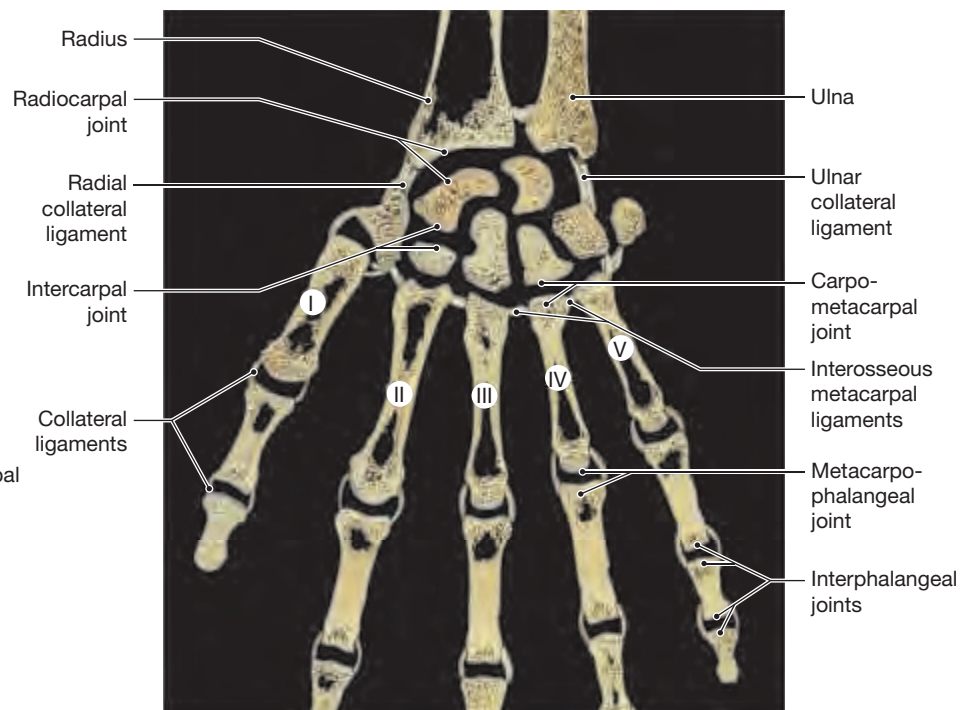 Radius
Radiocarpal
joint
Radial
collateral
ligament
Intercarpal
joint
I
II
III
IV
V
Collateral
ligaments
pal
Ulna
Ulnar
collateral
ligament
Carpo-
metacarpal
joint
Interosseous
metacarpal
ligaments
Metacarpo-
phalangeal
joint
Interphalangeal
joints